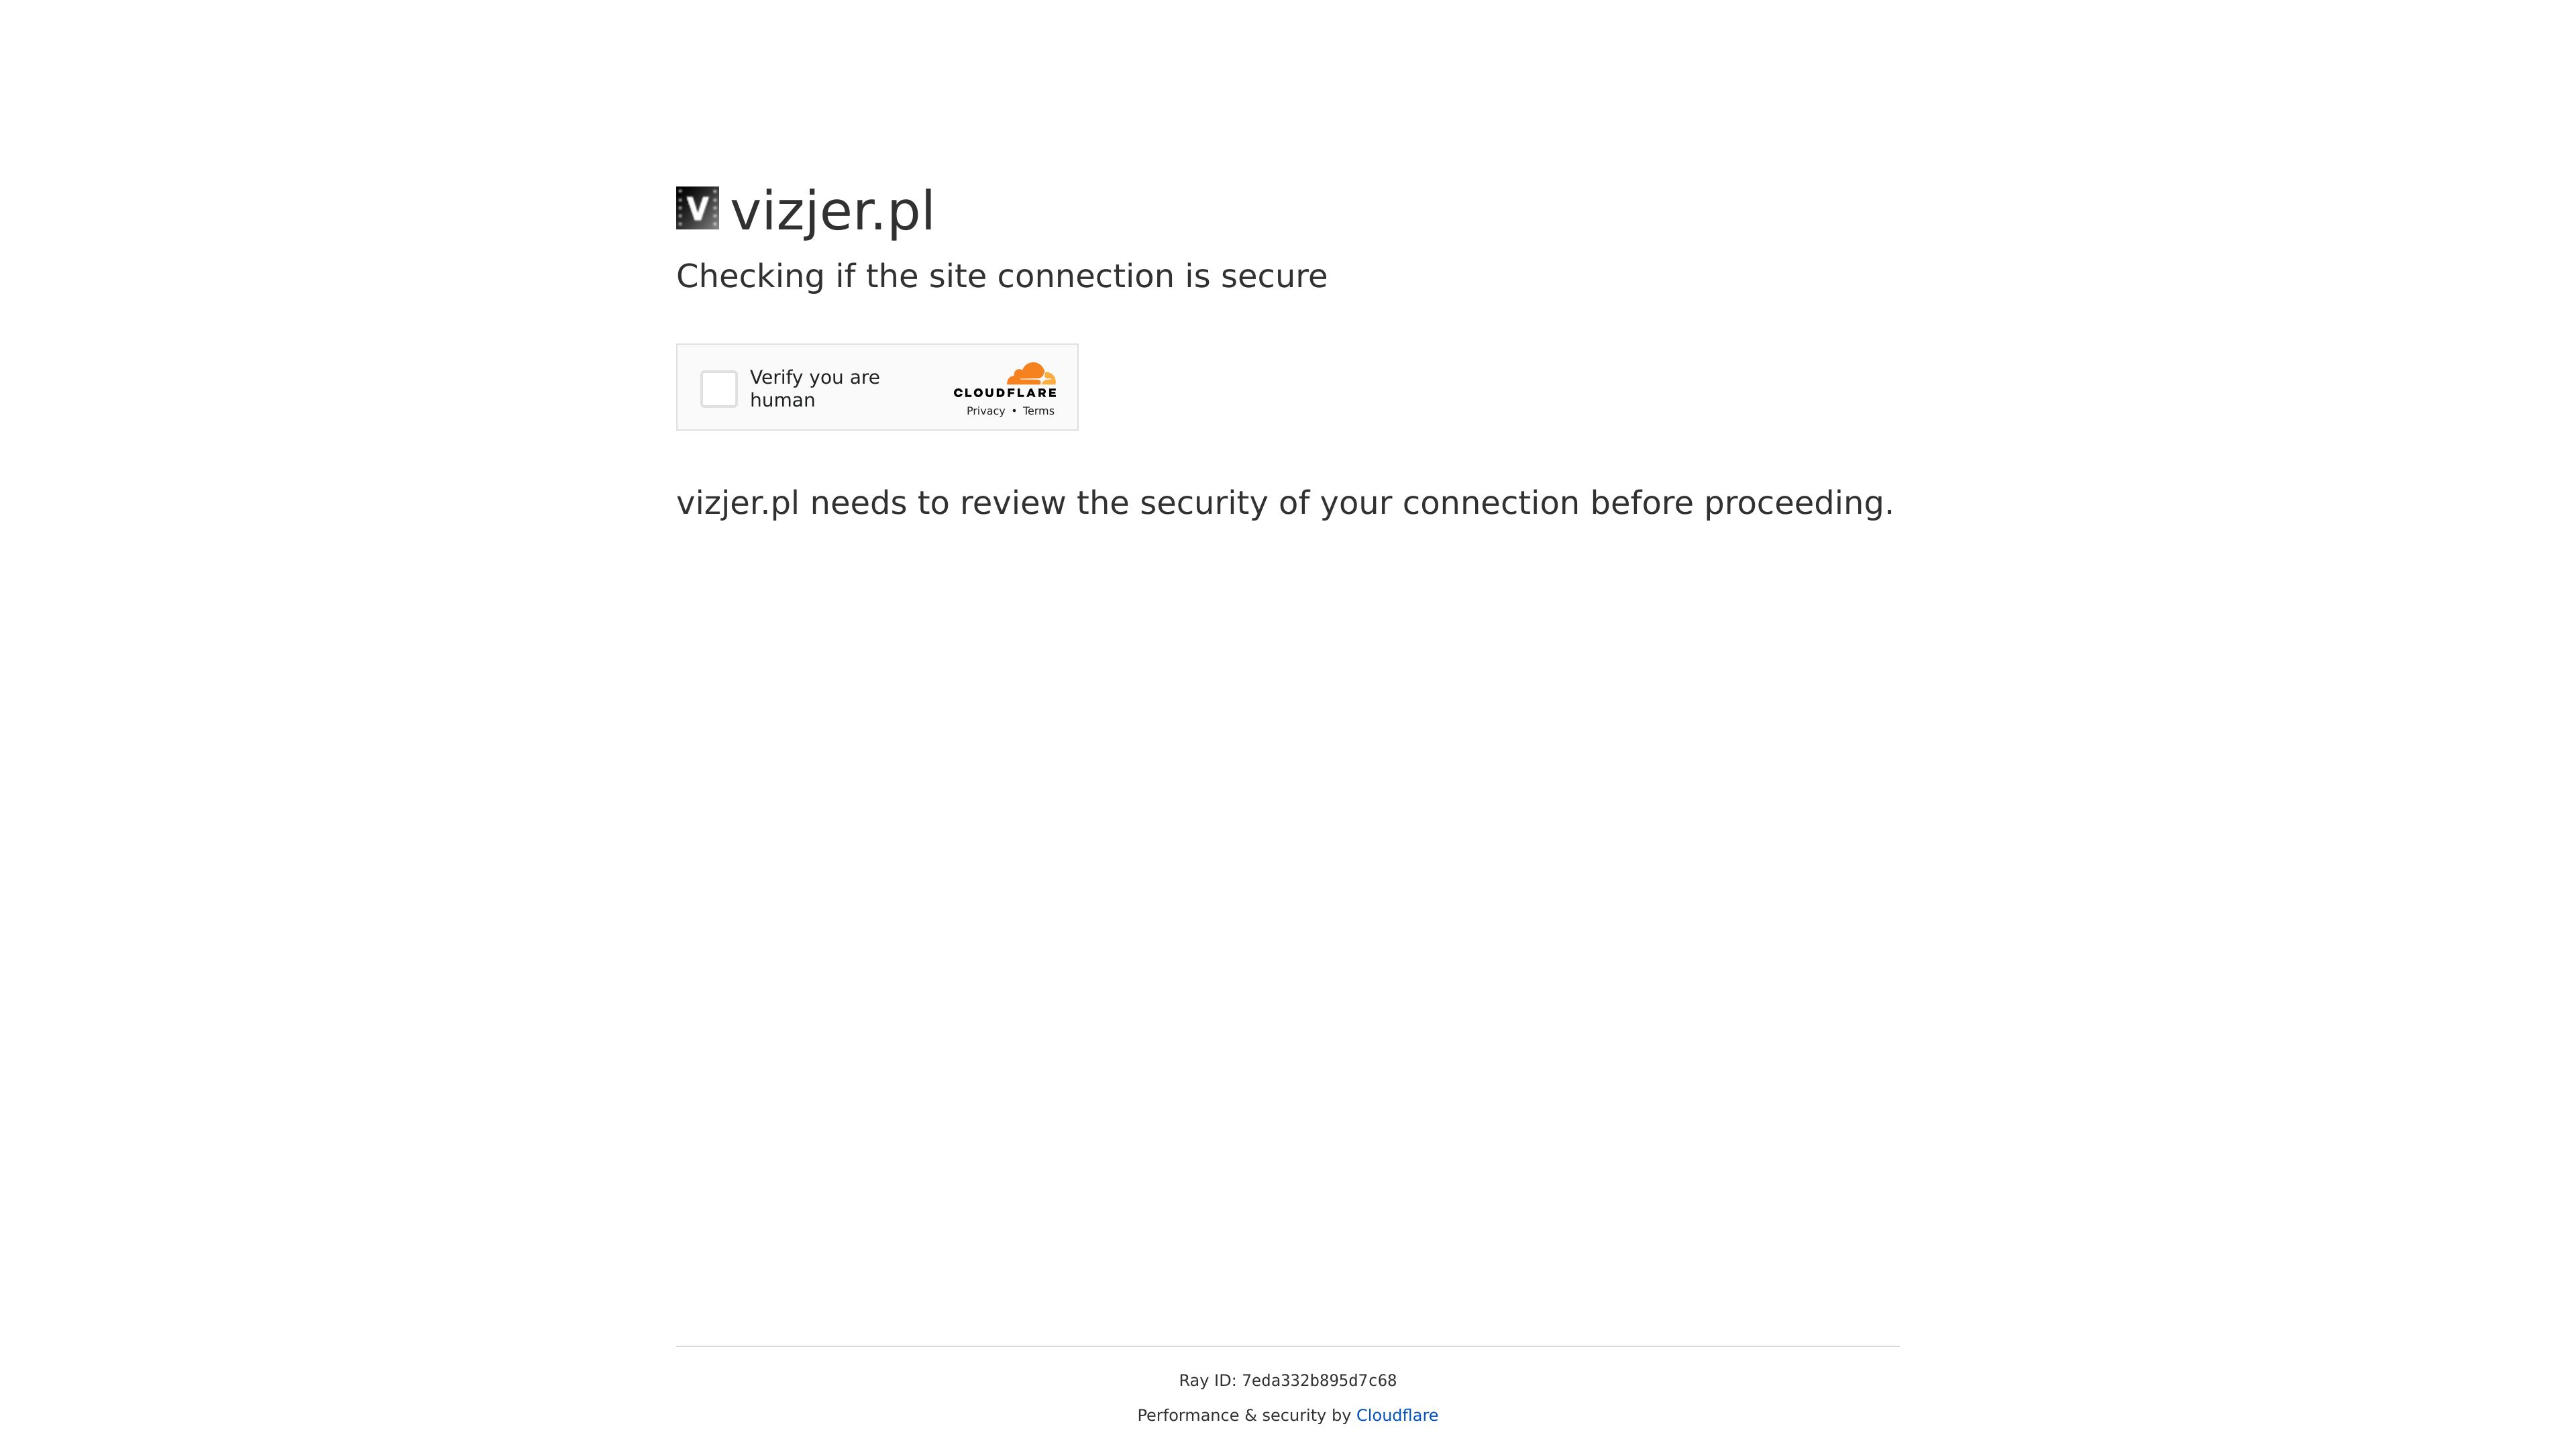 V vizjer.pl
Checking if the site connection is secure
Verify you are
human
CLOUDFLARE
Privacy • Terms
vizjer.pl needs to review the security of your connection before proceeding.
Ray ID: 7eda332b895d7c68
Performance & security by Cloudflare